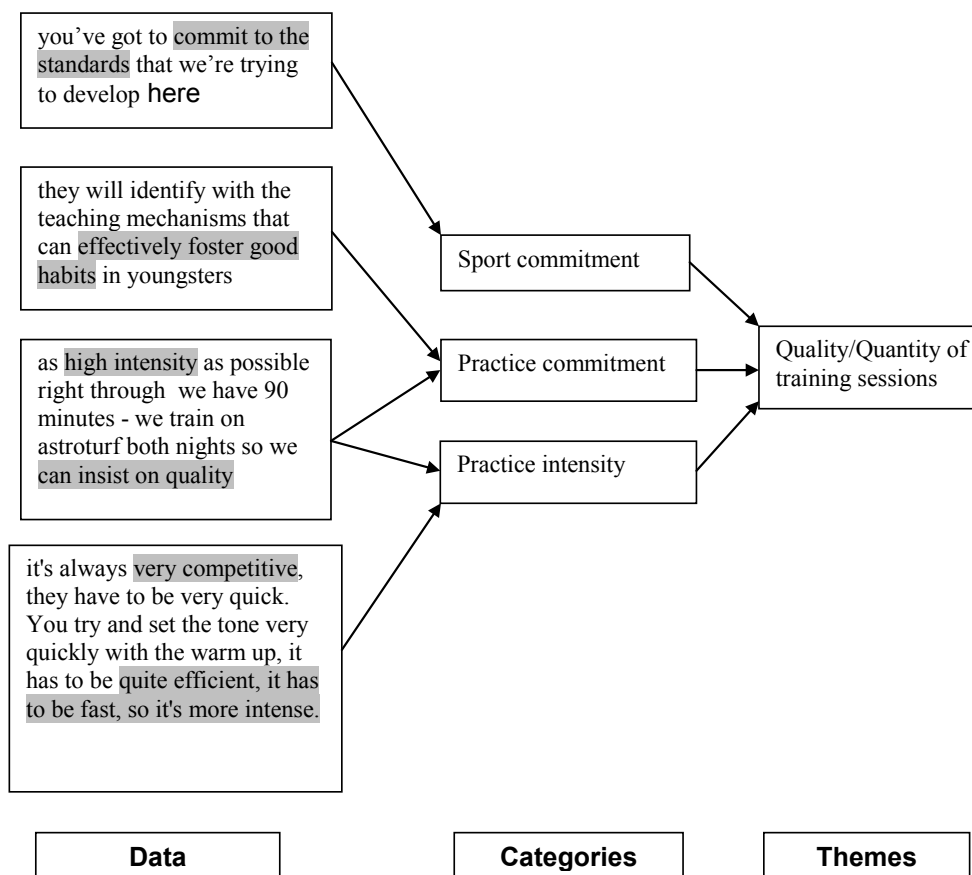 you’ve got to commit to the
standards that we’re trying
to develop here
they will identify with the
teaching mechanisms that
can effectively foster good
habits in youngsters
as high intensity as possible
right through  we have 90
minutes - we train on
astroturf both nights so we
can insist on quality
it's always very competitive,
they have to be very quick.
You try and set the tone very
quickly with the warm up, it
has to be quite efficient, it has
to be fast, so it's more intense.
Sport commitment
Practice commitment
Practice intensity
Quality/Quantity of
training sessions
Data
Categories
Themes